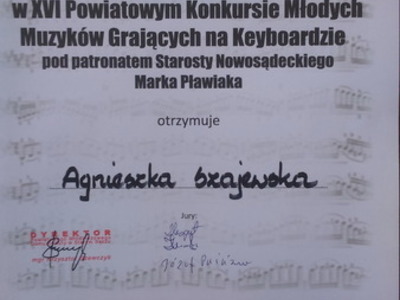 w XVI Powiatowym Konkursie Młodych
Muzyków Grających na Keyboardzie
pod patronatem Starosty Nowosądeckiego
Marka Pławiaka
otrzymuje
Agnieszka Szajewska
Jury:
DYREKTOR
Józef